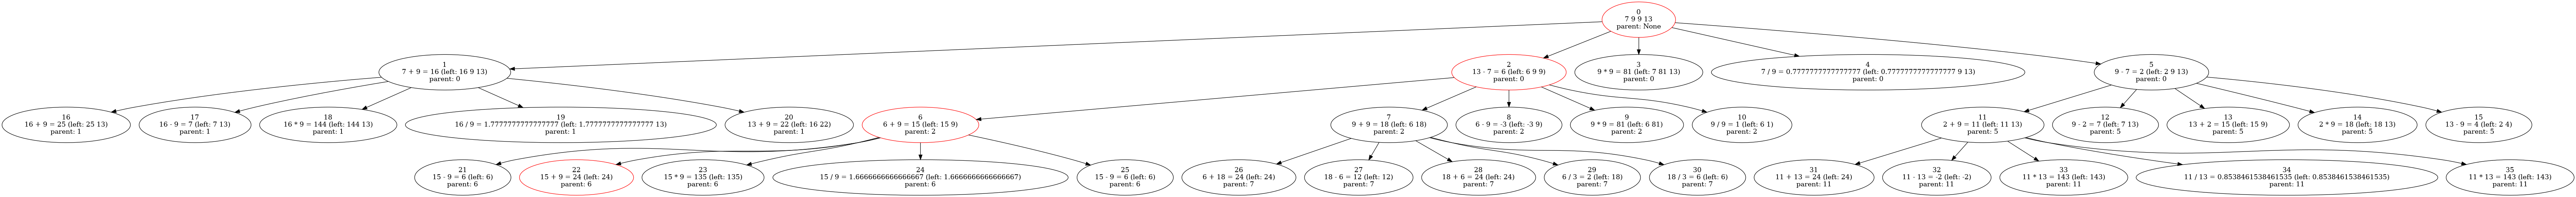 0
7 9 9 13
parent: None
1
7 + 9 = 16 (left: 16 9 13)
parent: 0
2
13 - 7 = 6 (left: 6 9 9)
parent: 0
3
9 * 9 = 81 (left: 7 81 13)
parent: 0
4
7 / 9 = 0.7777777777777777 (left: 0.7777777777777777 9 13)
parent: 0
5
9 - 7 = 2 (left: 2 9 13)
parent: 0
16
16 + 9 = 25 (left: 25 13)
parent: 1
17
16 - 9 = 7 (left: 7 13)
parent: 1
18
16 * 9 = 144 (left: 144 13)
parent: 1
19
16 / 9 = 1.7777777777777777 (left: 1.7777777777777777 13)
parent: 1
20
13 + 9 = 22 (left: 16 22)
parent: 1
6
6 + 9 = 15 (left: 15 9)
parent: 2
7
9 + 9 = 18 (left: 6 18)
parent: 2
8
6 - 9 = -3 (left: -3 9)
parent: 2
9
9 * 9 = 81 (left: 6 81)
parent: 2
10
9 / 9 = 1 (left: 6 1)
parent: 2
11
2 + 9 = 11 (left: 11 13)
parent: 5
12
9 - 2 = 7 (left: 7 13)
parent: 5
13
13 + 2 = 15 (left: 15 9)
parent: 5
14
2 * 9 = 18 (left: 18 13)
parent: 5
15
13 - 9 = 4 (left: 2 4)
parent: 5
21
15 - 9 = 6 (left: 6)
parent: 6
22
15 + 9 = 24 (left: 24)
parent: 6
23
15 * 9 = 135 (left: 135)
parent: 6
24
15 / 9 = 1.6666666666666667 (left: 1.6666666666666667)
parent: 6
25
15 - 9 = 6 (left: 6)
parent: 6
26
6 + 18 = 24 (left: 24)
parent: 7
27
18 - 6 = 12 (left: 12)
parent: 7
28
18 + 6 = 24 (left: 24)
parent: 7
29
6 / 3 = 2 (left: 18)
parent: 7
30
18 / 3 = 6 (left: 6)
parent: 7
31
11 + 13 = 24 (left: 24)
parent: 11
32
11 - 13 = -2 (left: -2)
parent: 11
33
11 * 13 = 143 (left: 143)
parent: 11
34
11 / 13 = 0.8538461538461535 (left: 0.8538461538461535)
parent: 11
35
11 * 13 = 143 (left: 143)
parent: 11